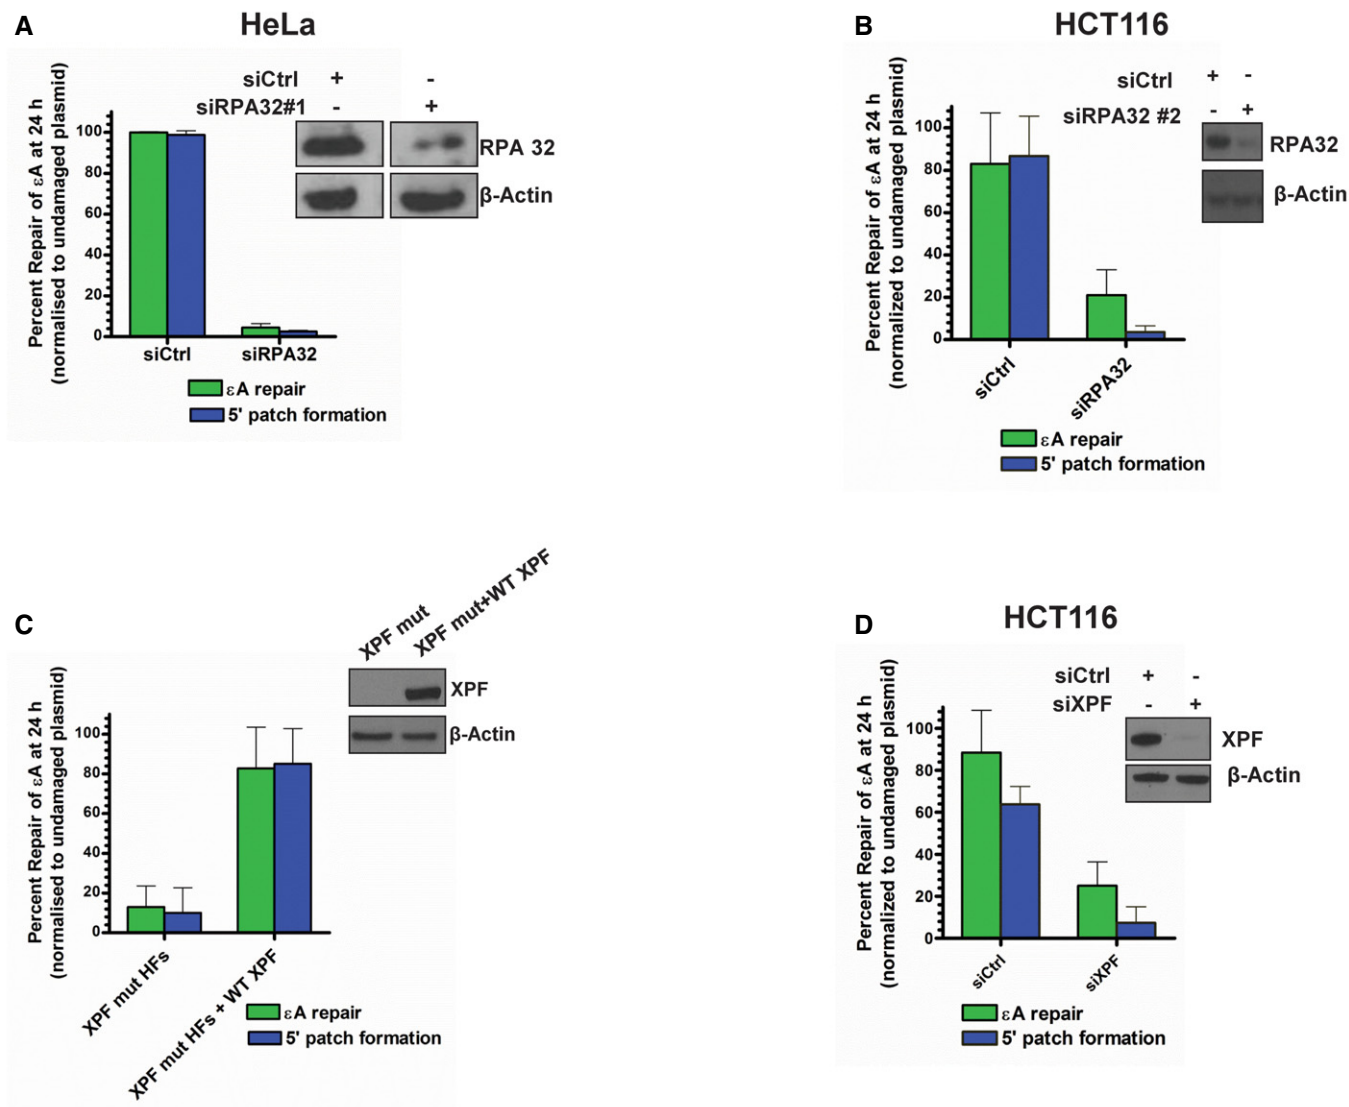 A
HeLa
siCtrl + -
siRPA32#1 - +
RPA 32
β-Actin
Percent Repair of εA at 24 h
(normalised to undamaged plasmid)
100
80
60
40
20
0
siCtrl siRPA32
εA repair
5' patch formation
B
HCT116
siCtrl + -
siRPA32 #2 - +
RPA32
β-Actin
Percent Repair of εA at 24 h
(normalized to undamaged plasmid)
100
80
60
40
20
0
siCtrl siRPA32
εA repair
5' patch formation
C
XPF mut
XPF mut+WT XPF
XPF
β-Actin
Percent Repair of εA at 24 h
(normalised to undamaged plasmid)
100
80
60
40
20
0
XPF mut HFs
XPF mut HFs + WT XPF
εA repair
5' patch formation
D
HCT116
siCtrl + -
siXPF - +
XPF
β-Actin
Percent Repair of εA at 24 h
(normalized to undamaged plasmid)
100
80
60
40
20
0
siCtrl siXPF
εA repair
5' patch formation